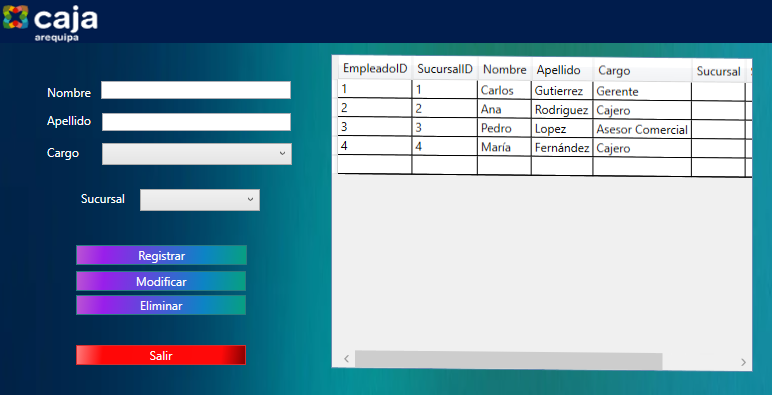 caja
arequipa
Nombre
Apellido
Cargo
Sucursal
Registrar
Modificar
Eliminar
Salir
EmpleadoID SucursalID Nombre Apellido Cargo Sucursal
1 1 Carlos Gutierrez Gerente
2 2 Ana Rodriguez Cajero
3 3 Pedro Lopez Asesor Comercial
4 4 María Fernández Cajero